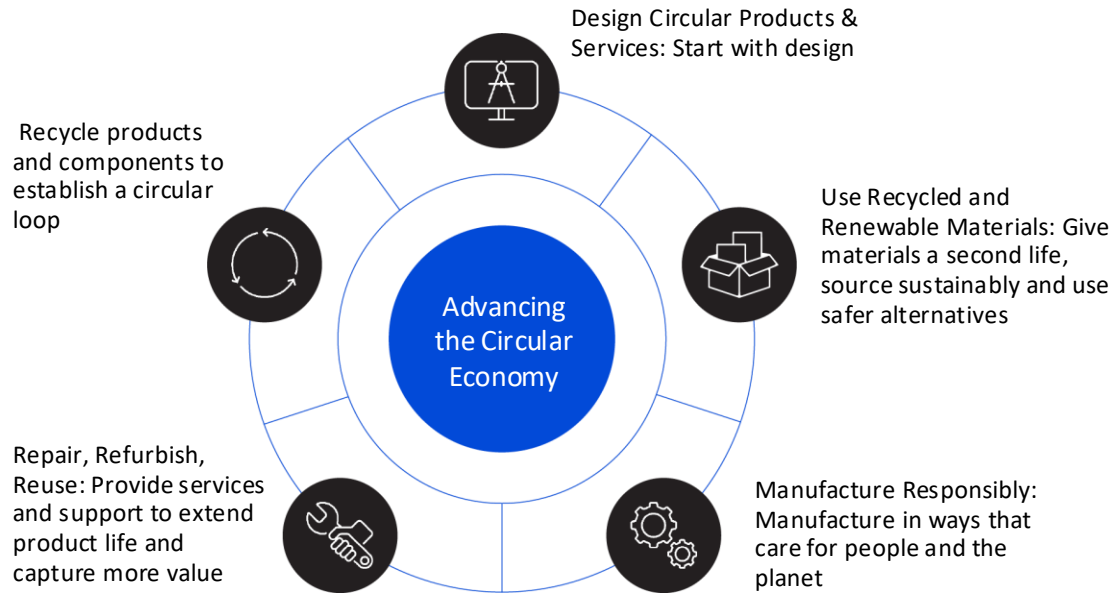 Design Circular Products &
Services: Start with design
Recycle products
and components to
establish a circular
loop
Use Recycled and
Renewable Materials: Give
materials a second life,
source sustainably and use
safer alternatives
Advancing
the Circular
Economy
Repair, Refurbish,
Reuse: Provide services
and support to extend
product life and
capture more value
Manufacture Responsibly:
Manufacture in ways that
care for people and the
planet